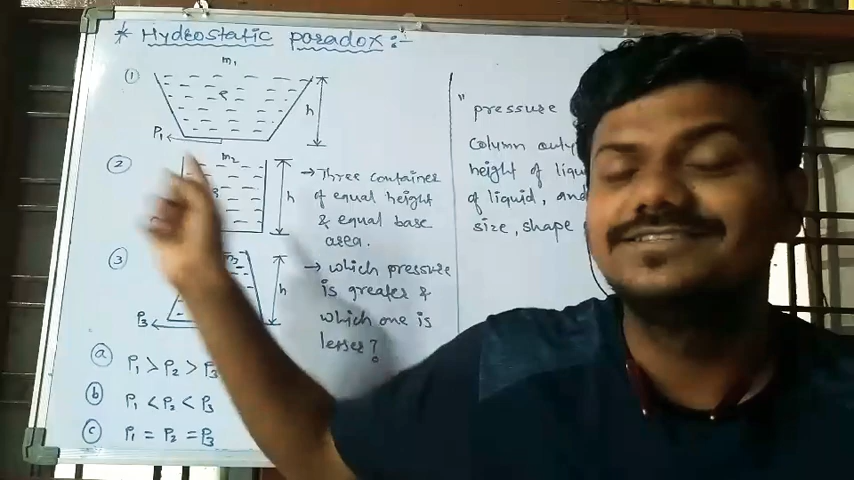 * Hydrostatic paradox :-
m₁
① ρ h
P₁
② m₂
h
③ m₃
h
P₃
→ Three container
of equal height
& equal base
area.
→ which pressure
is greater &
which one is
lesser?
ⓐ P₁ > P₂ > P₃
ⓑ P₁ < P₂ < P₃
ⓒ P₁ = P₂ = P₃
" pressure
Column only
height of
of liquid, and
size, shape